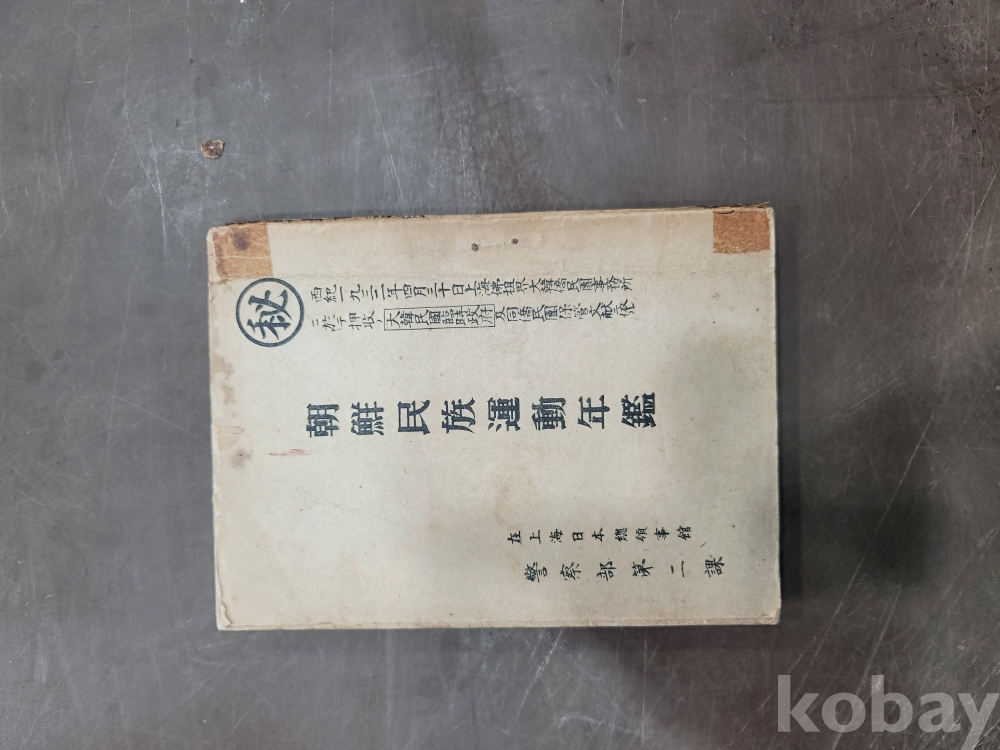 秘
西紀一九三二年四月三十日上海佛租界大韓僑民團事務所
ニ於テ押收ノ大韓民國臨時政府及同僑民團保管文献ニ依ル
朝鮮民族運動年鑑
在上海日本總領事館
警察部第二課
kobay